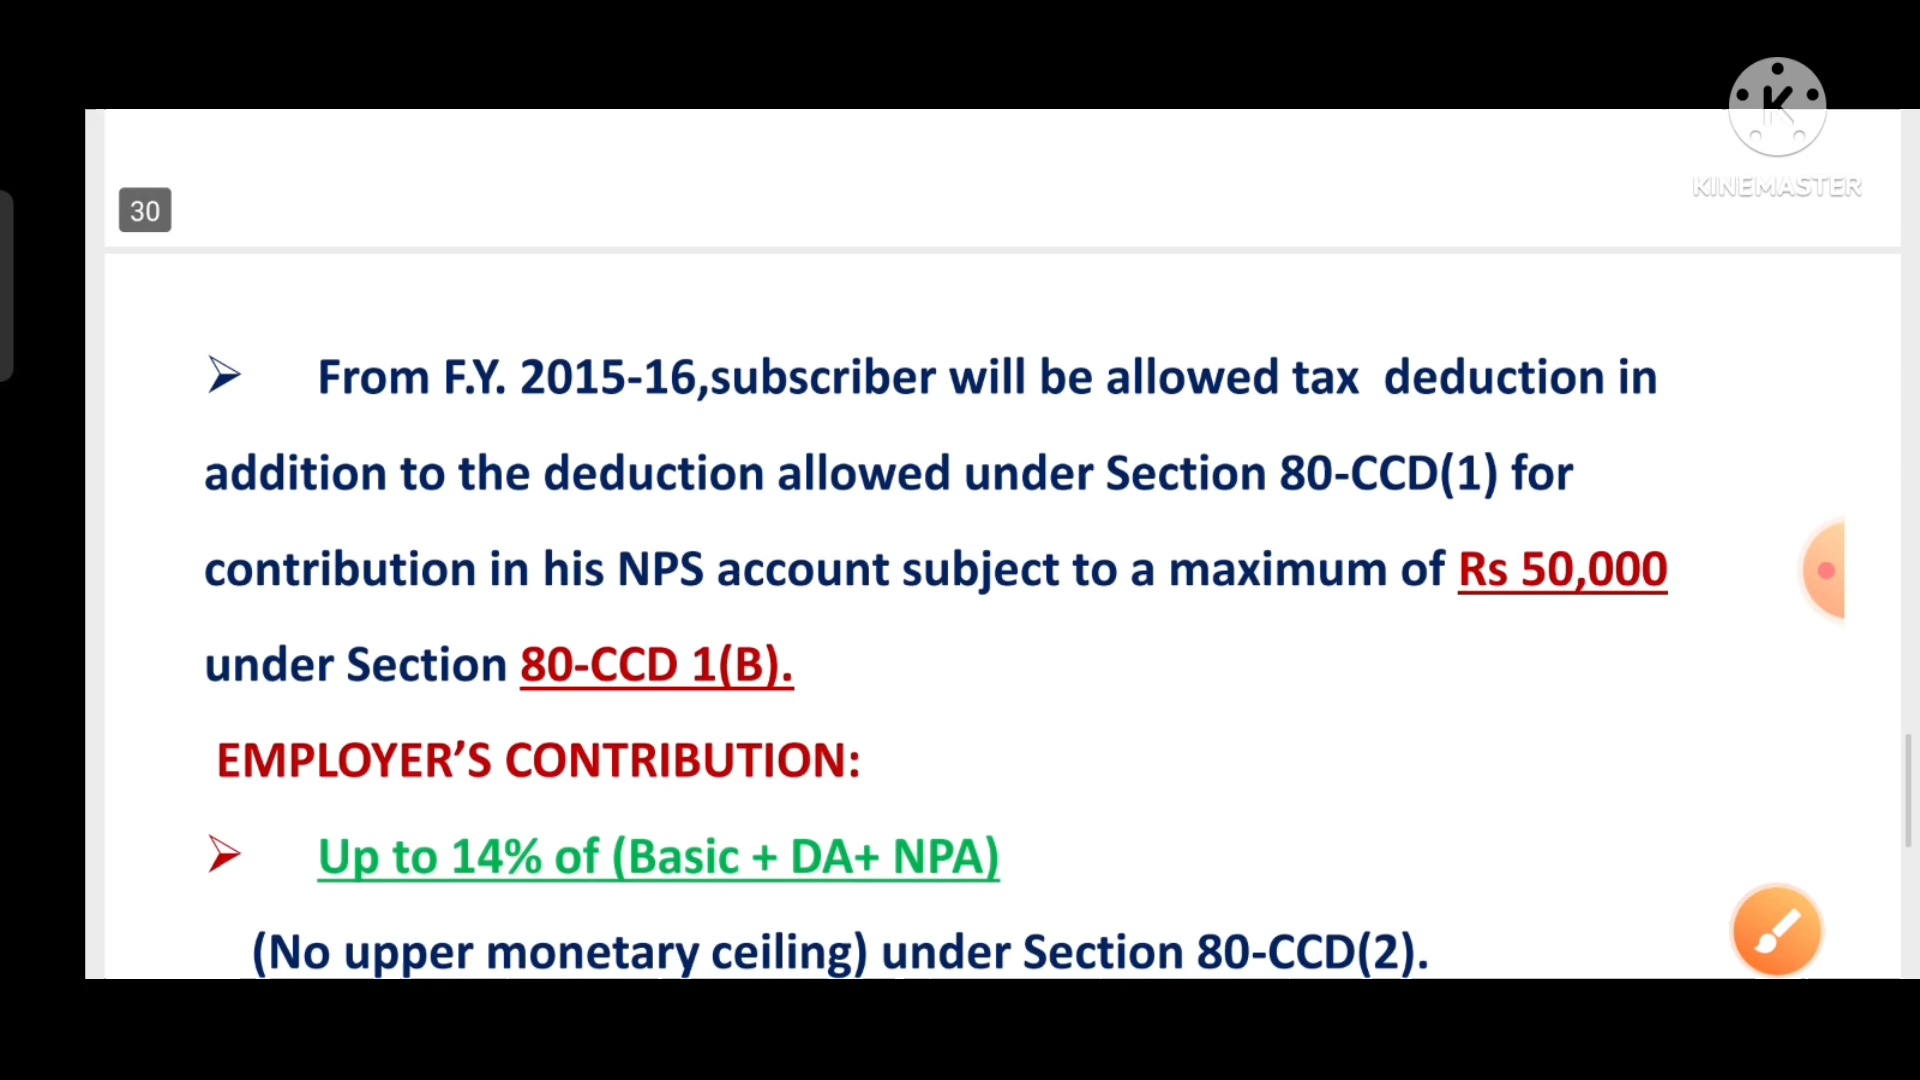 K
KINEMASTER
30
From F.Y. 2015-16,subscriber will be allowed tax deduction in
addition to the deduction allowed under Section 80-CCD(1) for
contribution in his NPS account subject to a maximum of Rs 50,000
under Section 80-CCD 1(B).
EMPLOYER’S CONTRIBUTION:
Up to 14% of (Basic + DA+ NPA)
(No upper monetary ceiling) under Section 80-CCD(2).